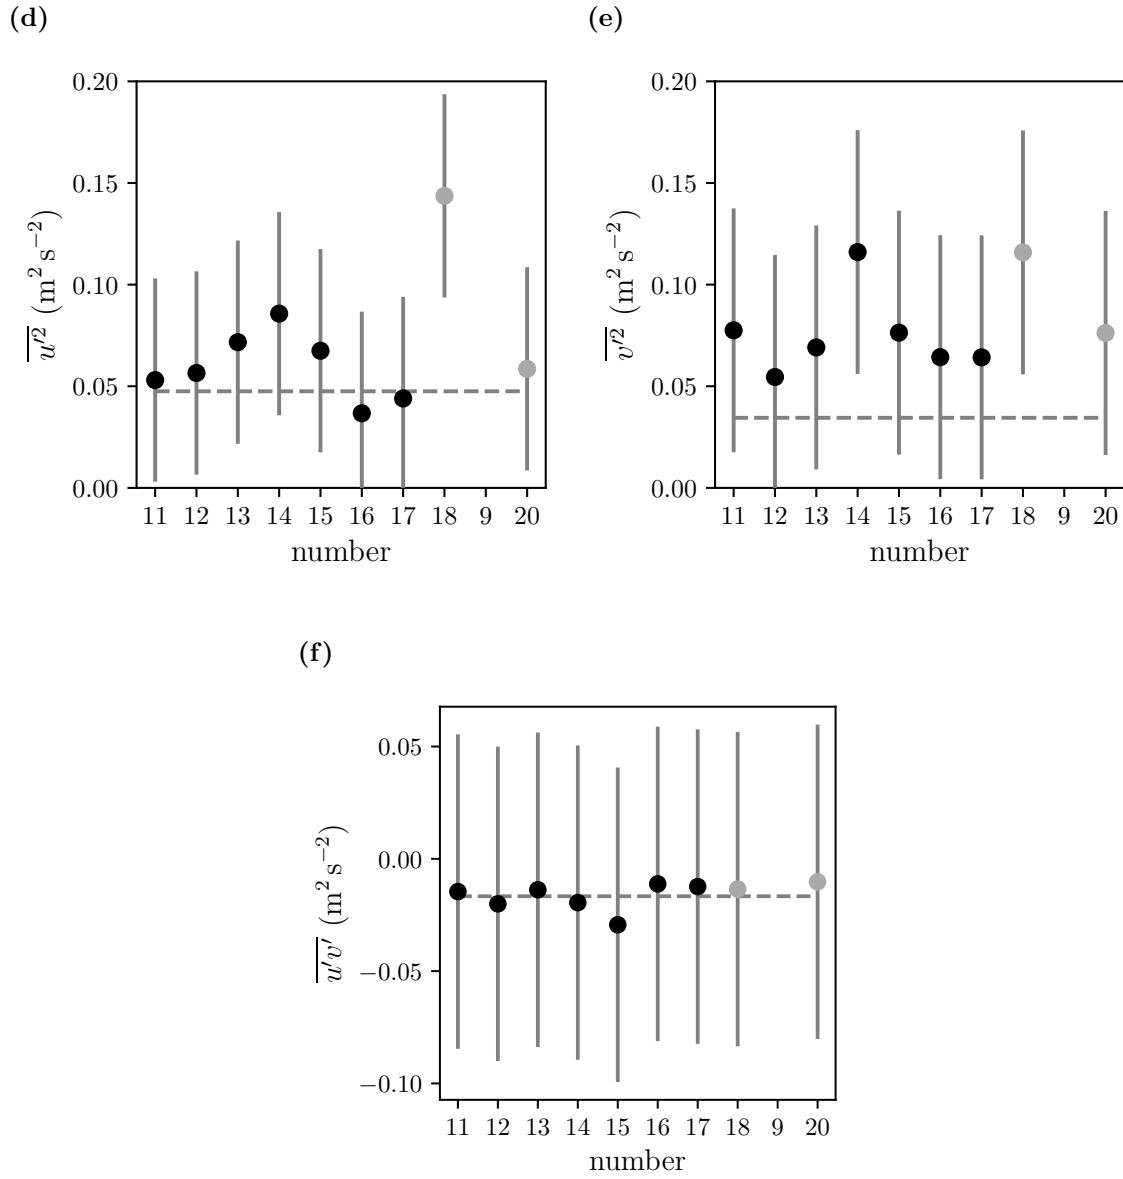 (d)
0.20
0.15
0.10
0.05
0.00
$\overline{u'^2}$ (m² s⁻²)
11 12 13 14 15 16 17 18 9 20
number
(e)
0.20
0.15
0.10
0.05
0.00
$\overline{v'^2}$ (m² s⁻²)
11 12 13 14 15 16 17 18 9 20
number
(f)
0.05
0.00
−0.05
−0.10
$\overline{u'v'}$ (m² s⁻²)
11 12 13 14 15 16 17 18 9 20
number